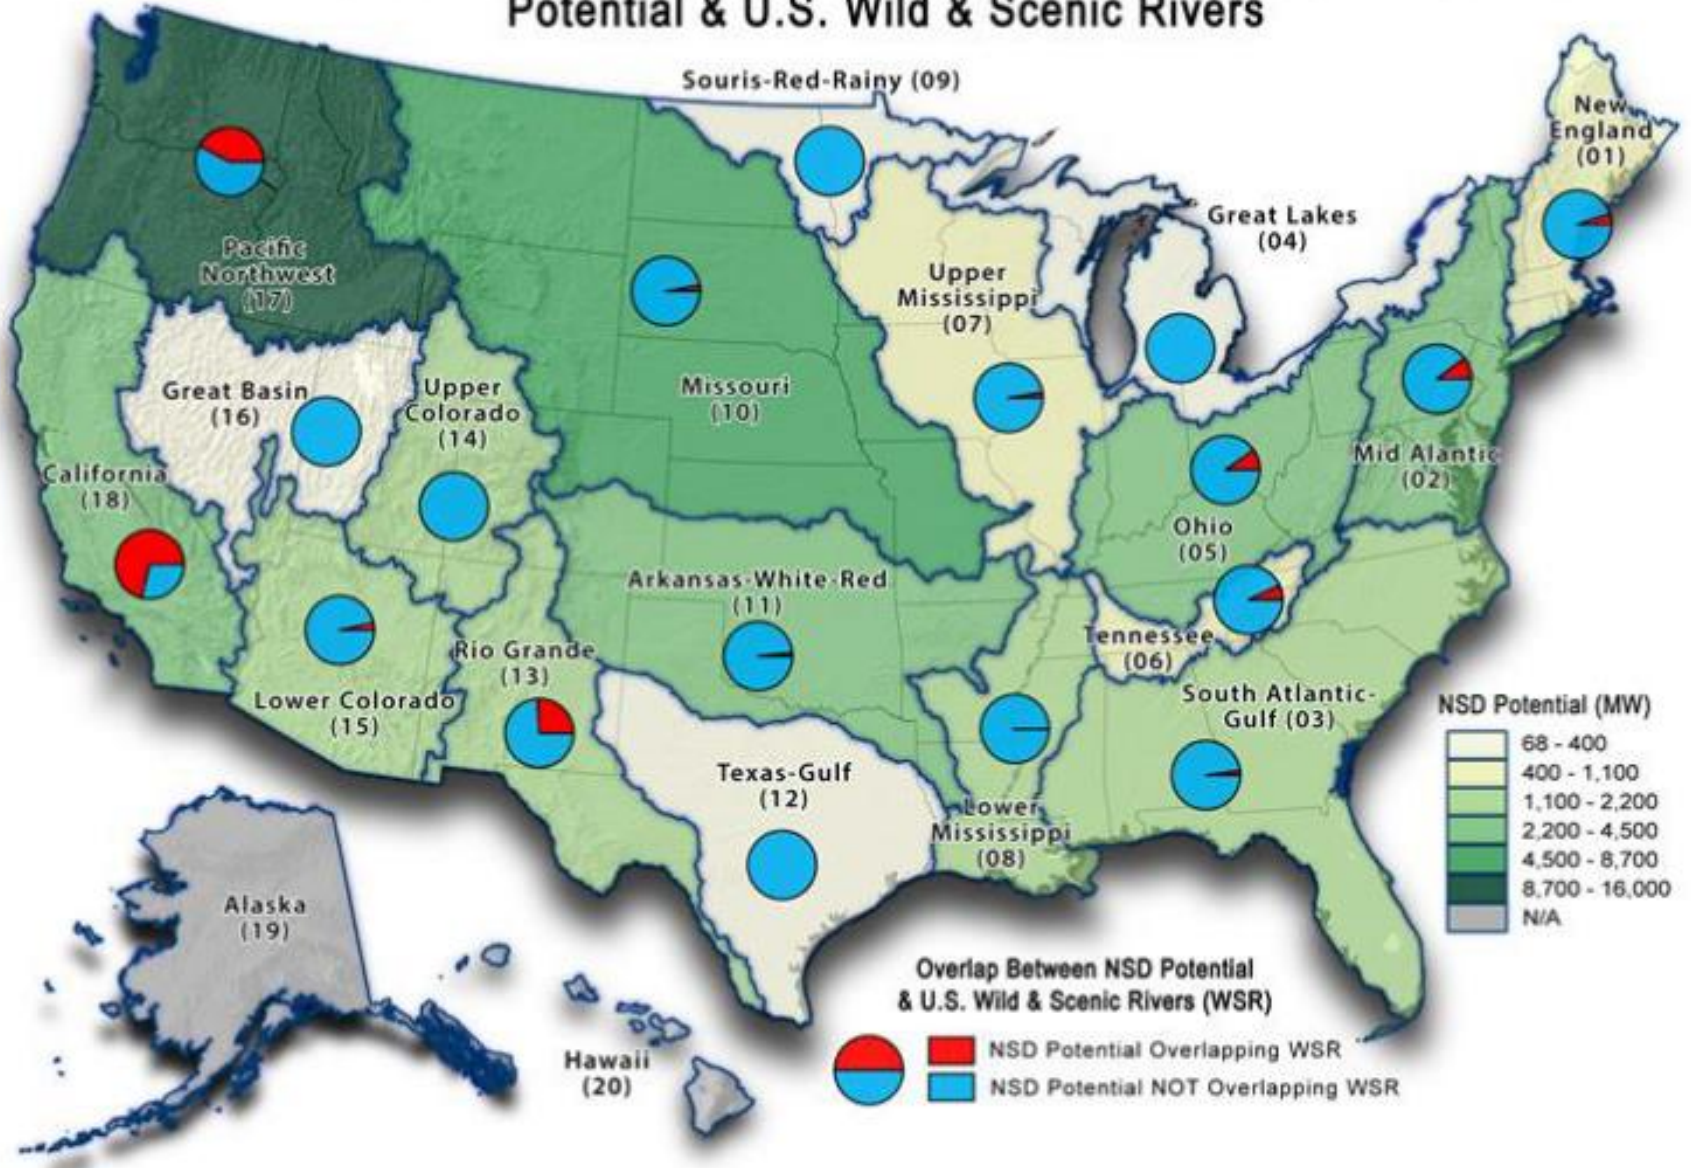 Potential & U.S. Wild & Scenic Rivers
Souris-Red-Rainy (09)
New
England
(01)
Great Lakes
(04)
Pacific
Northwest
(17)
Upper
Mississippi
(07)
Great Basin
(16)
Upper
Colorado
(14)
Missouri
(10)
Mid Alantic
(02)
California
(18)
Ohio
(05)
Arkansas-White-Red
(11)
Tennessee
(06)
Rio Grande
(13)
Lower Colorado
(15)
South Atlantic-
Gulf (03)
Texas-Gulf
(12)
Lower
Mississippi
(08)
Alaska
(19)
Hawaii
(20)
NSD Potential (MW)
68 - 400
400 - 1,100
1,100 - 2,200
2,200 - 4,500
4,500 - 8,700
8,700 - 16,000
N/A
Overlap Between NSD Potential
& U.S. Wild & Scenic Rivers (WSR)
NSD Potential Overlapping WSR
NSD Potential NOT Overlapping WSR